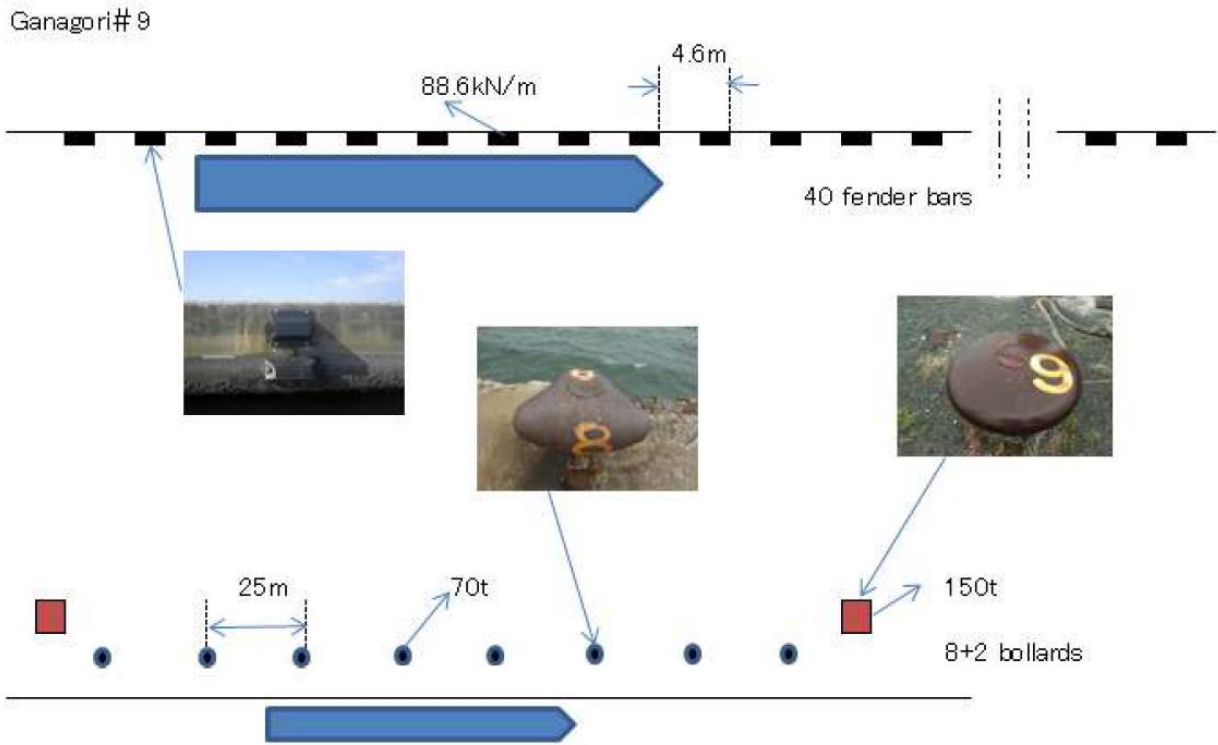 Ganagori# 9
4.6m
88.6kN/m
40 fender bars
8
9
25m
70t
150t
8+2 bollards